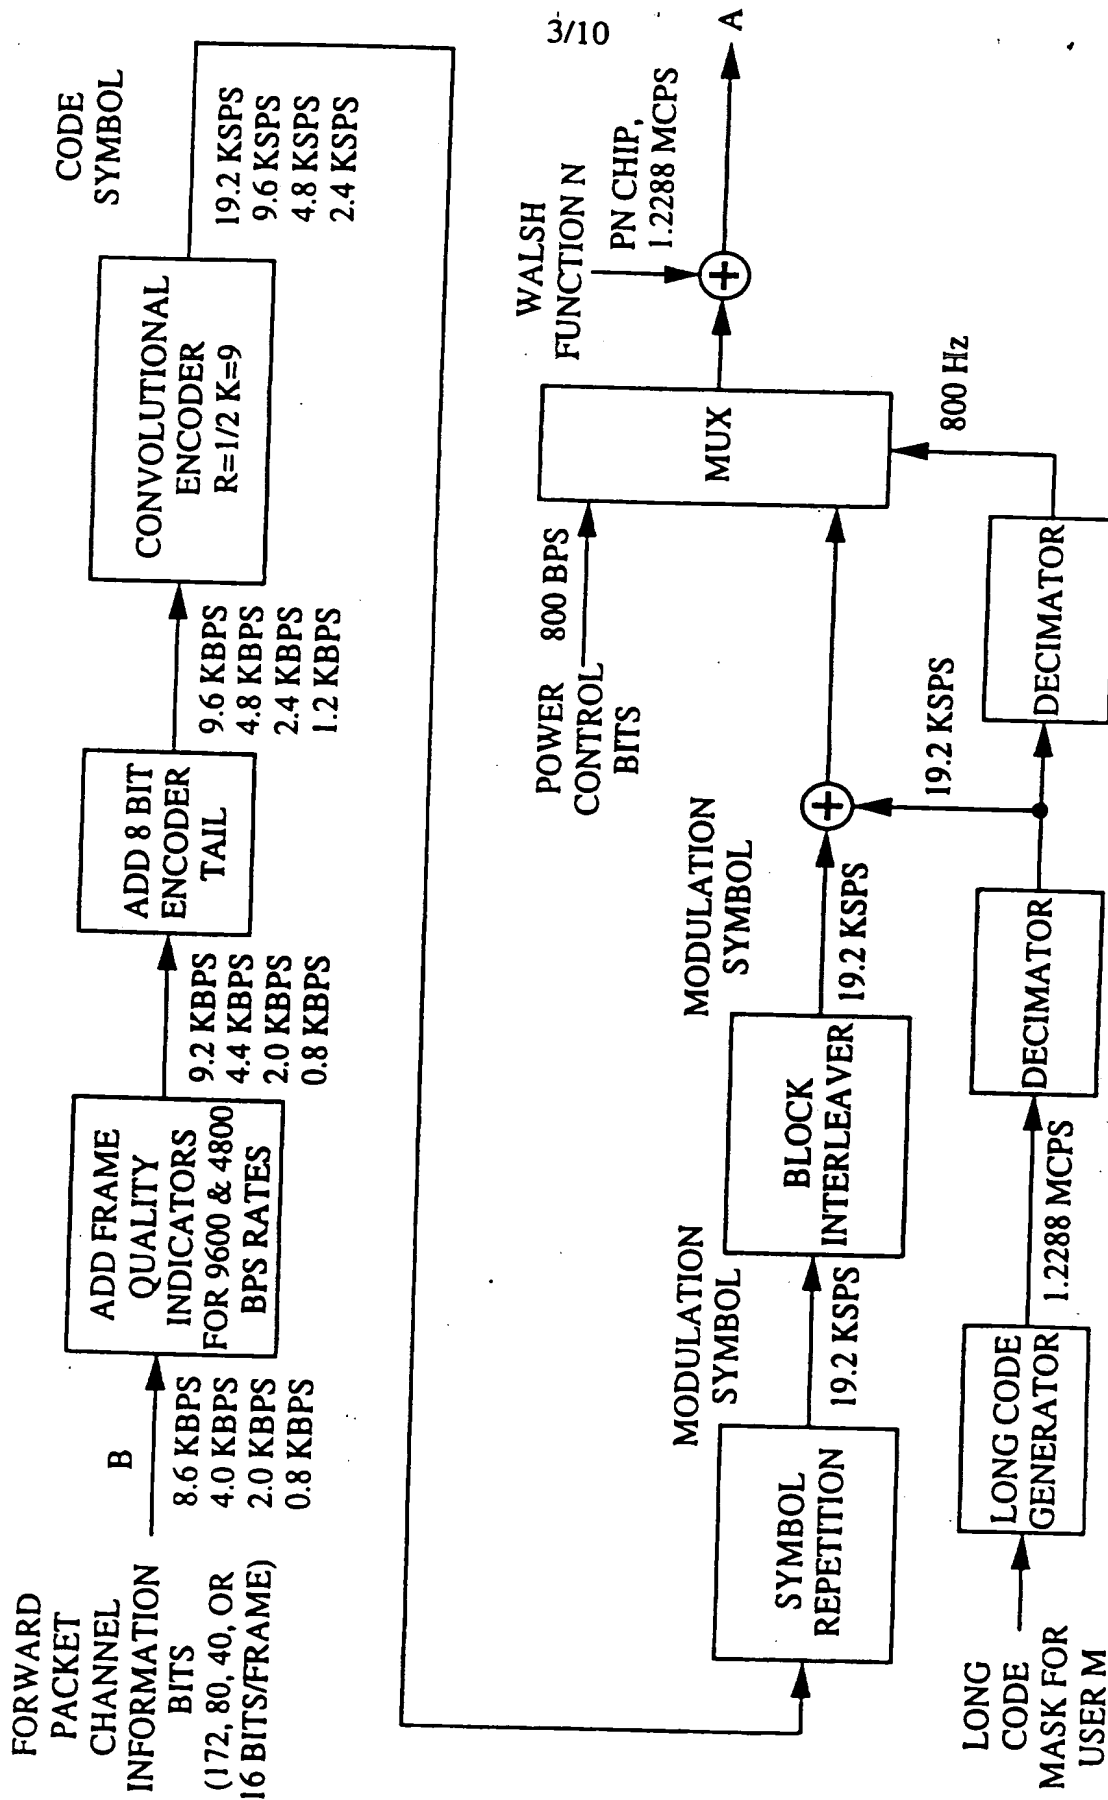 3/10
FORWARD
PACKET
CHANNEL
INFORMATION
BITS
(172, 80, 40, OR
16 BITS/FRAME)
B
8.6 KBPS
4.0 KBPS
2.0 KBPS
0.8 KBPS
ADD FRAME
QUALITY
INDICATORS
FOR 9600 & 4800
BPS RATES
9.2 KBPS
4.4 KBPS
2.0 KBPS
0.8 KBPS
ADD 8 BIT
ENCODER
TAIL
9.6 KBPS
4.8 KBPS
2.4 KBPS
1.2 KBPS
CONVOLUTIONAL
ENCODER
R=1/2 K=9
CODE
SYMBOL
19.2 KSPS
9.6 KSPS
4.8 KSPS
2.4 KSPS
SYMBOL
REPETITION
MODULATION
SYMBOL
19.2 KSPS
BLOCK
INTERLEAVER
MODULATION
SYMBOL
19.2 KSPS
+
POWER
CONTROL
BITS
800 BPS
MUX
WALSH
FUNCTION N
PN CHIP,
1.2288 MCPS
+
A
LONG
CODE
MASK FOR
USER M
LONG CODE
GENERATOR
1.2288 MCPS
DECIMATOR
19.2 KSPS
DECIMATOR
800 Hz